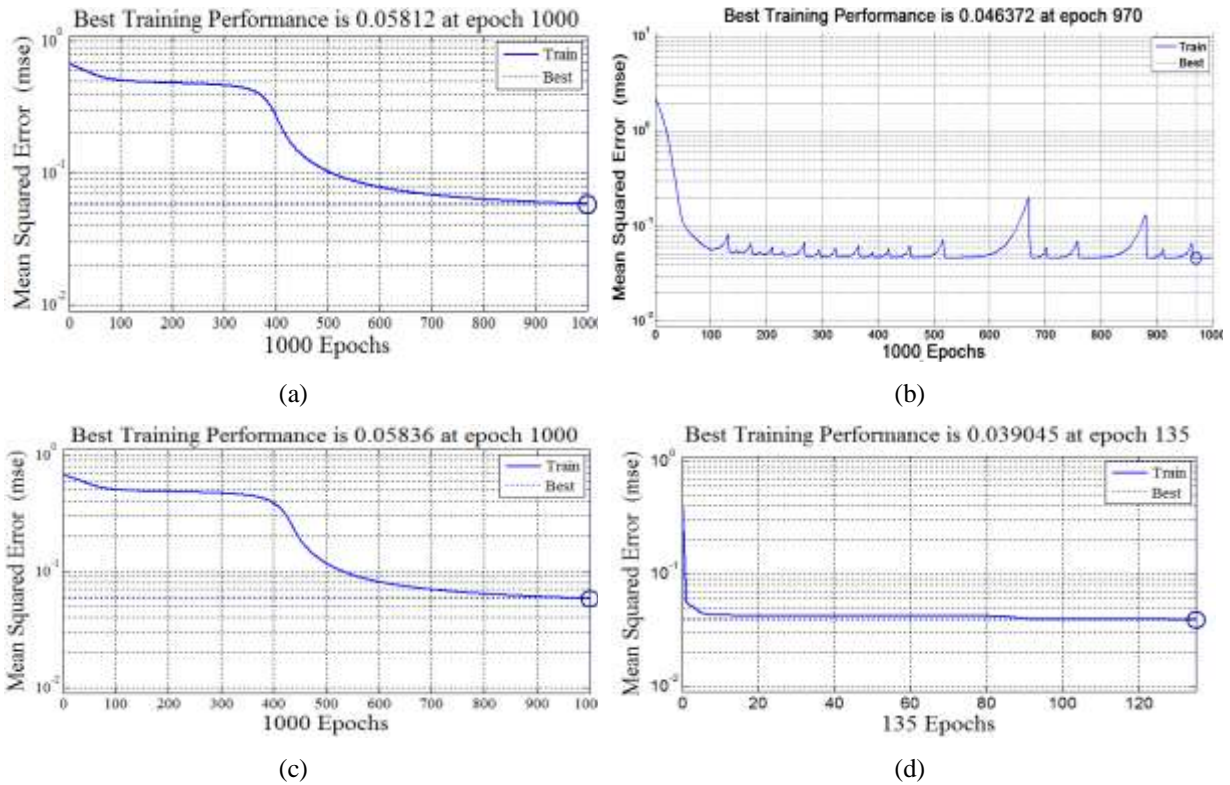 Best Training Performance is 0.05812 at epoch 1000
Mean Squared Error (mse)
10^0
10^-1
10^-2
Train
Best
0 100 200 300 400 500 600 700 800 900 1000
1000 Epochs
(a)
Best Training Performance is 0.046372 at epoch 970
Mean Squared Error (mse)
10^1
10^0
10^-1
10^-2
Train
Best
0 100 200 300 400 500 600 700 800 900 1000
1000 Epochs
(b)
Best Training Performance is 0.05836 at epoch 1000
Mean Squared Error (mse)
10^0
10^-1
10^-2
Train
Best
0 100 200 300 400 500 600 700 800 900 1000
1000 Epochs
(c)
Best Training Performance is 0.039045 at epoch 135
Mean Squared Error (mse)
10^0
10^-1
10^-2
Train
Best
0 20 40 60 80 100 120
135 Epochs
(d)